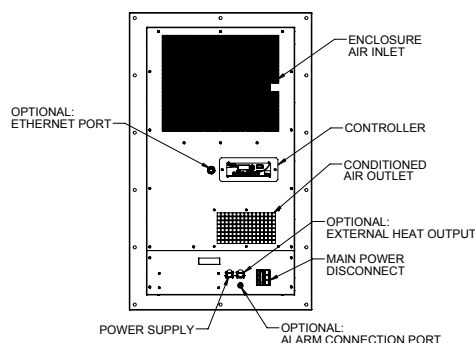 ENCLOSURE
AIR INLET
OPTIONAL:
ETHERNET PORT
CONTROLLER
CONDITIONED
AIR OUTLET
OPTIONAL:
EXTERNAL HEAT OUTPUT
MAIN POWER
DISCONNECT
POWER SUPPLY
OPTIONAL:
ALARM CONNECTION PORT